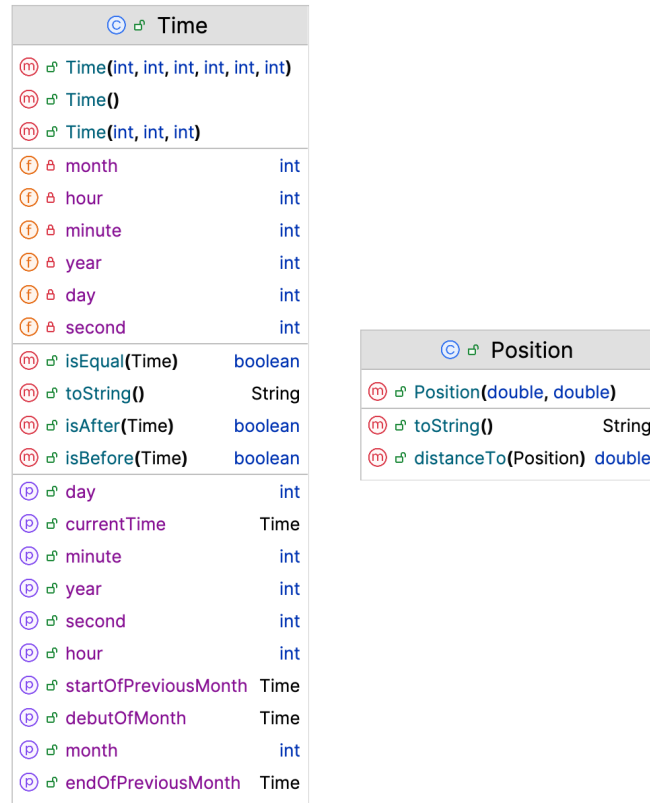 Time
Time(int, int, int, int, int, int)
Time()
Time(int, int, int)
month int
hour int
minute int
year int
day int
second int
isEqual(Time) boolean
toString() String
isAfter(Time) boolean
isBefore(Time) boolean
day int
currentTime Time
minute int
year int
second int
hour int
startOfPreviousMonth Time
debutOfMonth Time
month int
endOfPreviousMonth Time
Position
Position(double, double)
toString() String
distanceTo(Position) double